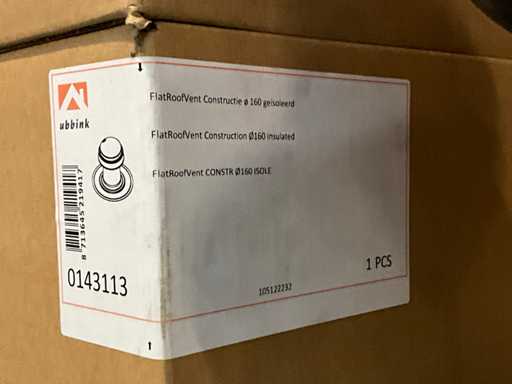 ubbink
FlatRoofVent Constructie ø 160 geïsoleerd
FlatRoofVent Construction Ø160 insulated
FlatRoofVent CONSTR Ø160 ISOLE
8 713645 219417
0143113
105122232
1 PCS